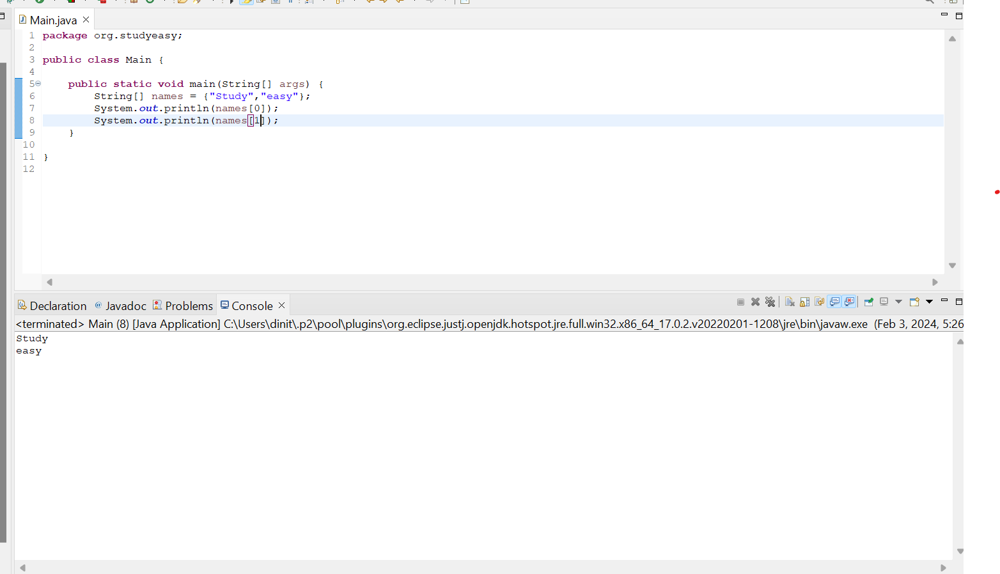 Main.java
1 package org.studyeasy;
2
3 public class Main {
4
5 public static void main(String[] args) {
6 String[] names = {"Study","easy"};
7 System.out.println(names[0]);
8 System.out.println(names[1]);
9 }
10
11 }
12
Declaration @ Javadoc Problems Console
<terminated> Main (8) [Java Application] C:\Users\dinit\.p2\pool\plugins\org.eclipse.justj.openjdk.hotspot.jre.full.win32.x86_64_17.0.2.v20220201-1208\jre\bin\javaw.exe (Feb 3, 2024, 5:26
Study
easy